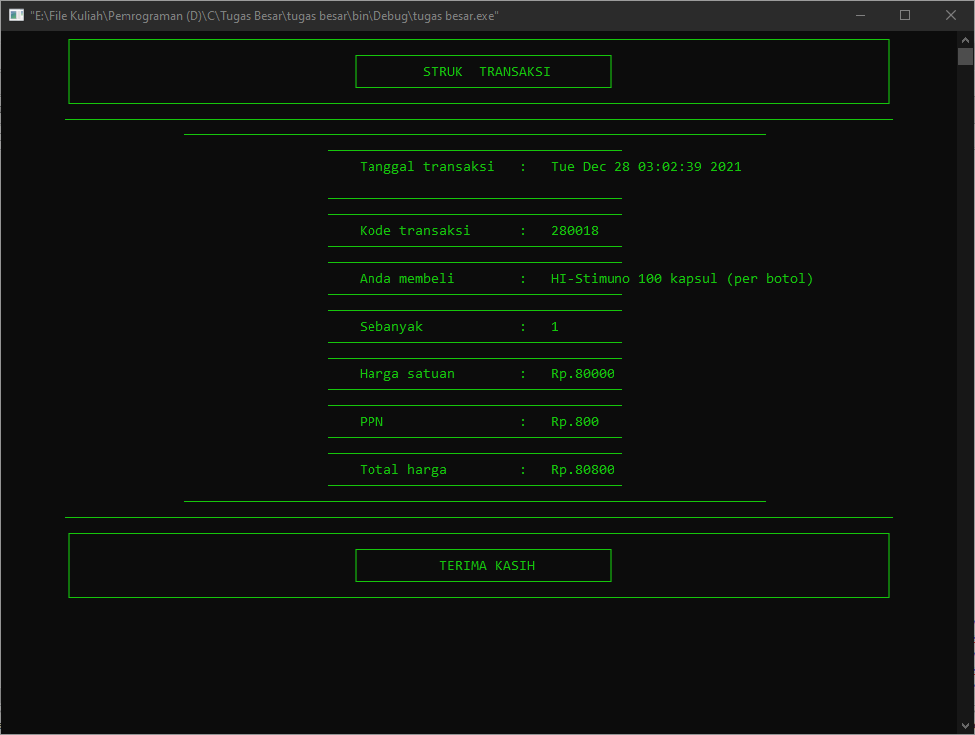 "E:\File Kuliah\Pemrograman (D)\C\Tugas Besar\tugas besar\bin\Debug\tugas besar.exe"
STRUK  TRANSAKSI
Tanggal transaksi   :   Tue Dec 28 03:02:39 2021
Kode transaksi      :   280018
Anda membeli        :   HI-Stimuno 100 kapsul (per botol)
Sebanyak            :   1
Harga satuan        :   Rp.80000
PPN                 :   Rp.800
Total harga         :   Rp.80800
TERIMA KASIH